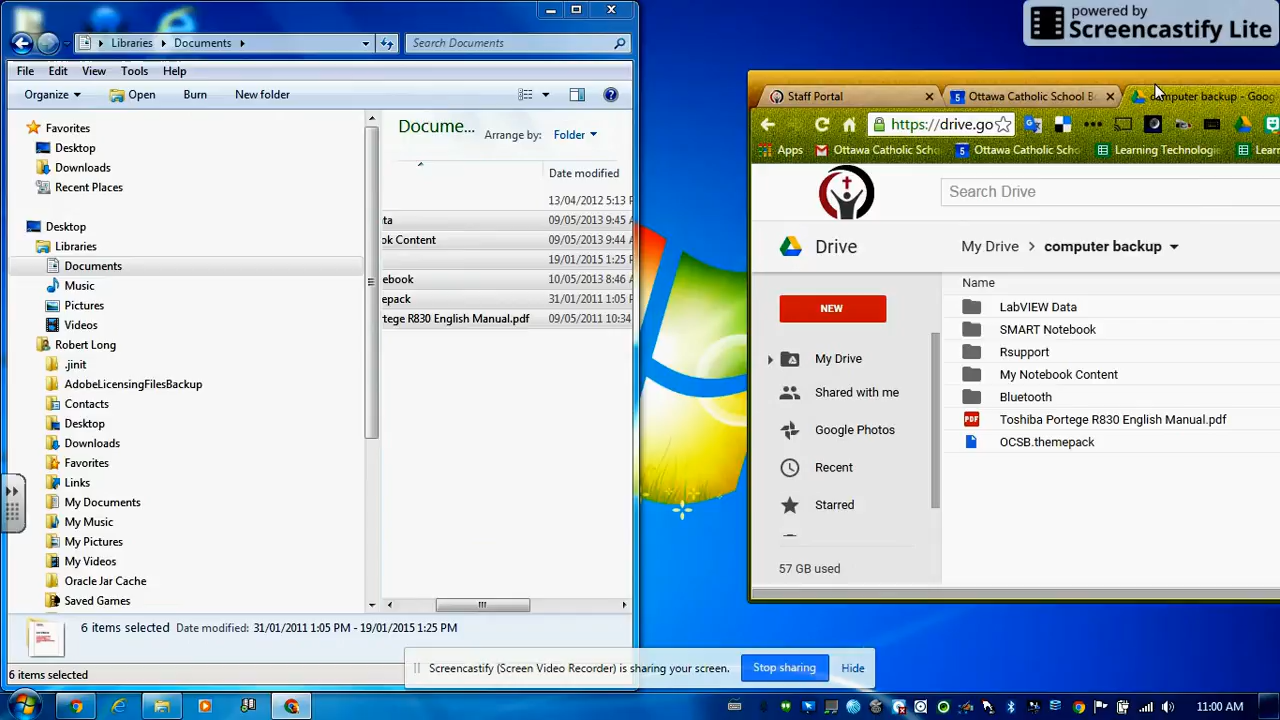 powered by
Screencastify Lite
Libraries
Documents
Search Documents
File Edit View Tools Help
Organize Open Burn New folder
Favorites
Desktop
Downloads
Recent Places
Desktop
Libraries
Documents
Music
Pictures
Videos
Robert Long
.jinit
AdobeLicensingFilesBackup
Contacts
Desktop
Downloads
Favorites
Links
My Documents
My Music
My Pictures
My Videos
Oracle Jar Cache
Saved Games
Docume...
Arrange by: Folder
Date modified
13/04/2012 5:13 P
ta 09/05/2013 9:45 A
ok Content 09/05/2013 9:44 A
19/01/2015 1:25 P
ebook 10/05/2013 8:46 A
epack 31/01/2011 1:05 P
rtege R830 English Manual.pdf 09/05/2011 10:34
6 items selected Date modified: 31/01/2011 1:05 PM - 19/01/2015 1:25 PM
6 items selected
Staff Portal
Ottawa Catholic School B
computer backup - Goog
https://drive.go
Apps Ottawa Catholic Scho Ottawa Catholic Schoo Learning Technologi Learn
Search Drive
Drive
My Drive > computer backup
NEW
My Drive
Shared with me
Google Photos
Recent
Starred
57 GB used
Name
LabVIEW Data
SMART Notebook
Rsupport
My Notebook Content
Bluetooth
PDF Toshiba Portege R830 English Manual.pdf
OCSB.themepack
Screencastify (Screen Video Recorder) is sharing your screen. Stop sharing Hide
11:00 AM